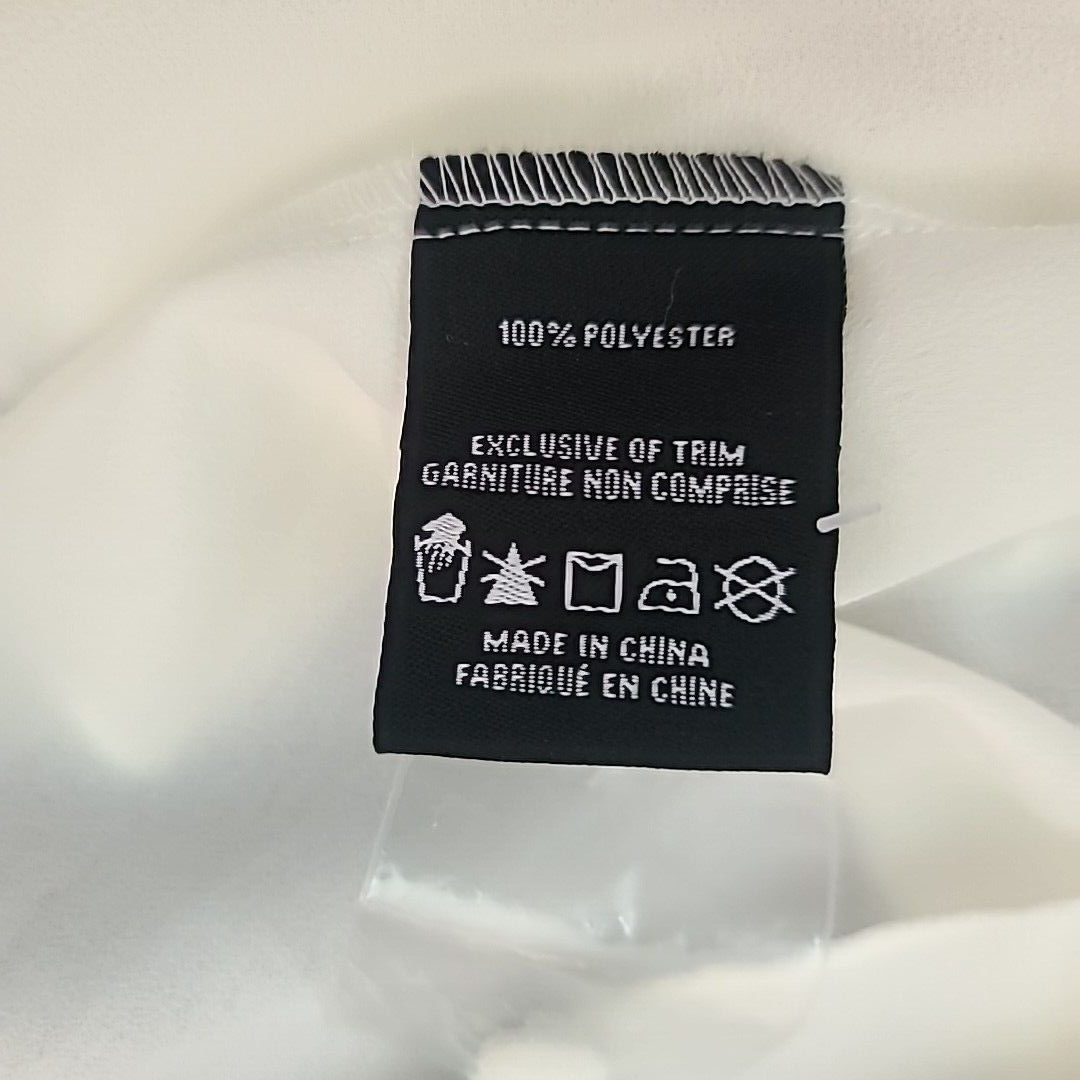 100% POLYESTER
EXCLUSIVE OF TRIM
GARNITURE NON COMPRISE
MADE IN CHINA
FABRIQUÉ EN CHINE